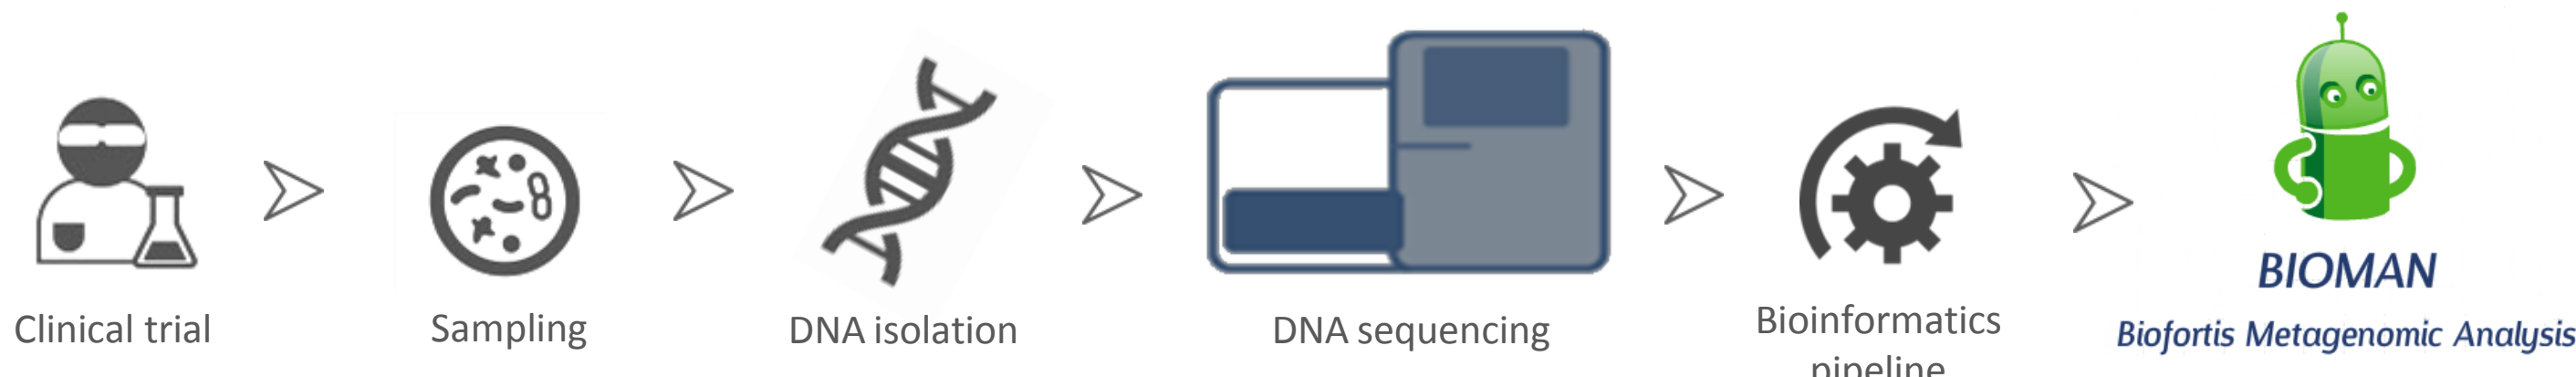 Clinical trial
Sampling
DNA isolation
DNA sequencing
Bioinformatics
pipeline
BIOMAN
Biofortis Metagenomic Analysis